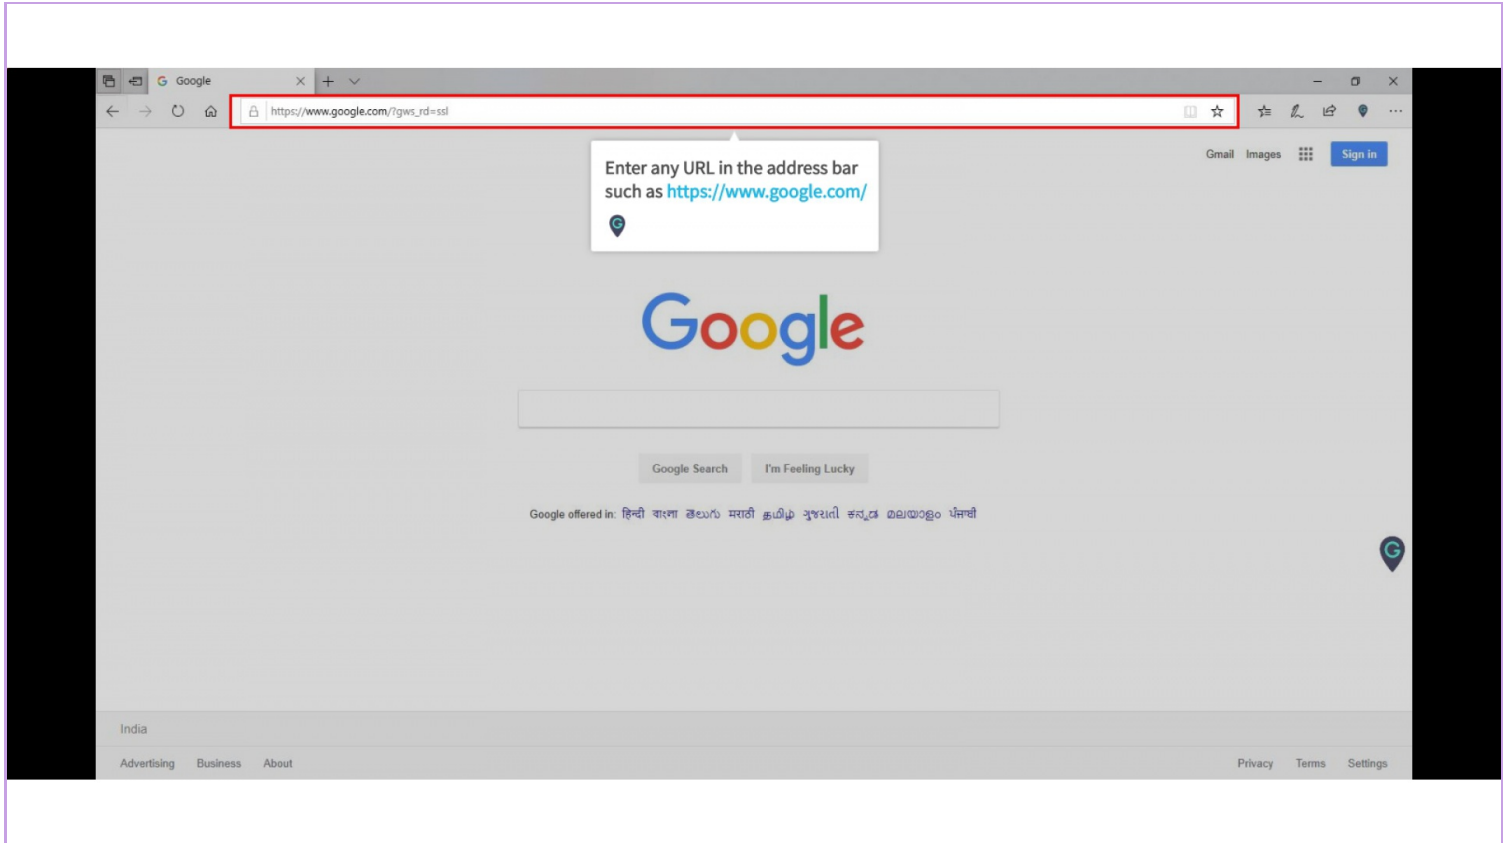 Google
https://www.google.com/?gws_rd=ssl
Enter any URL in the address bar
such as https://www.google.com/
Gmail Images Sign in
Google
Google Search I'm Feeling Lucky
Google offered in: हिन्दी বাংলা తెలుగు मराठी தமிழ் ગુજરાતી ಕನ್ನಡ മലയാളം ਪੰਜਾਬੀ
India
Advertising Business About Privacy Terms Settings